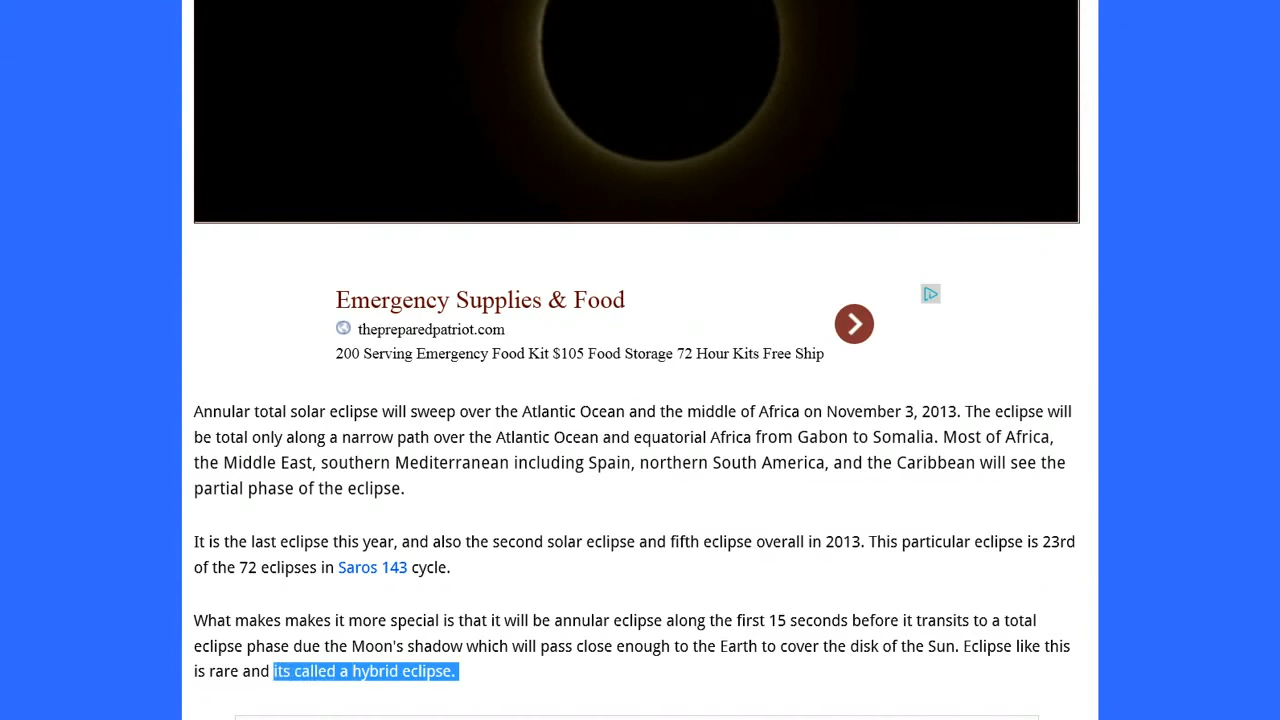 Emergency Supplies & Food
thepreparedpatriot.com
200 Serving Emergency Food Kit $105 Food Storage 72 Hour Kits Free Ship
Annular total solar eclipse will sweep over the Atlantic Ocean and the middle of Africa on November 3, 2013. The eclipse will
be total only along a narrow path over the Atlantic Ocean and equatorial Africa from Gabon to Somalia. Most of Africa,
the Middle East, southern Mediterranean including Spain, northern South America, and the Caribbean will see the
partial phase of the eclipse.
It is the last eclipse this year, and also the second solar eclipse and fifth eclipse overall in 2013. This particular eclipse is 23rd
of the 72 eclipses in Saros 143 cycle.
What makes makes it more special is that it will be annular eclipse along the first 15 seconds before it transits to a total
eclipse phase due the Moon's shadow which will pass close enough to the Earth to cover the disk of the Sun. Eclipse like this
is rare and its called a hybrid eclipse.